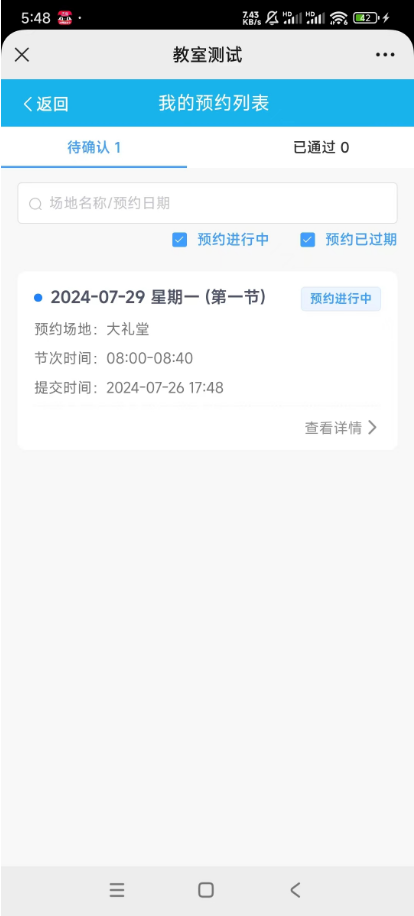 5:48 7.43 KB/s HD HD 42
教室测试
返回 我的预约列表
待确认 1 已通过 0
场地名称/预约日期
预约进行中 预约已过期
2024-07-29 星期一 (第一节) 预约进行中
预约场地：大礼堂
节次时间：08:00-08:40
提交时间：2024-07-26 17:48
查看详情